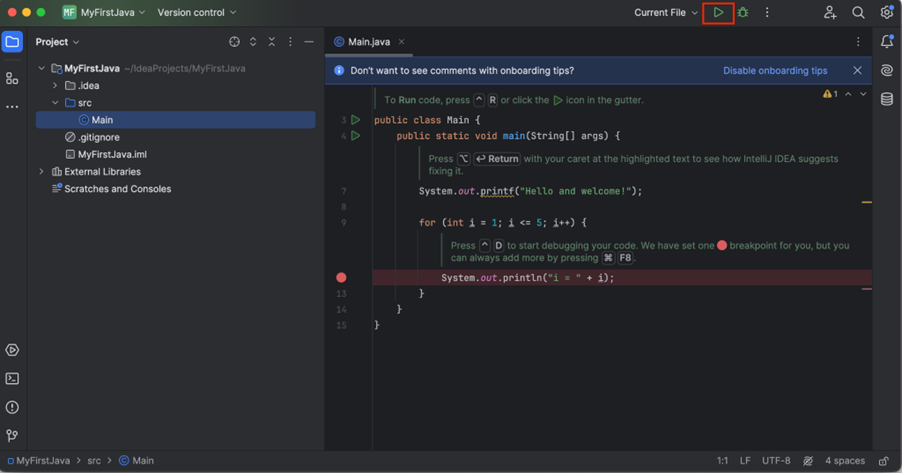 MF MyFirstJava Version control Current File
Project
Main.java
MyFirstJava ~/IdeaProjects/MyFirstJava
.idea
src
Main
.gitignore
MyFirstJava.iml
External Libraries
Scratches and Consoles
Don't want to see comments with onboarding tips? Disable onboarding tips
To Run code, press ^ R or click the icon in the gutter.
1
3 public class Main {
4 public static void main(String[] args) {
Press ⌥ ↩ Return with your caret at the highlighted text to see how IntelliJ IDEA suggests
fixing it.
7 System.out.printf("Hello and welcome!");
8
9 for (int i = 1; i <= 5; i++) {
Press ^ D to start debugging your code. We have set one breakpoint for you, but you
can always add more by pressing ⌘ F8.
System.out.println("i = " + i);
13 }
14 }
15 }
MyFirstJava > src > Main 1:1 LF UTF-8 4 spaces